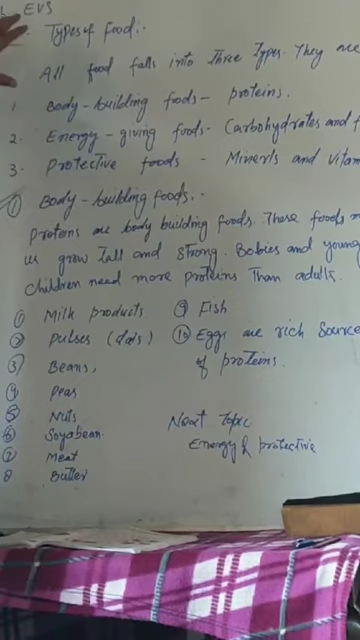 EVS
Types of Food:-
All food falls into three types. They are
1. Body-building foods- proteins.
2. Energy-giving foods- Carbohydrates and f
3. Protective foods - Minerls and vitam
① Body-building foods.-
Protens are body building foods. These foods m
us grow tall and strong. Babies and young
children need more proteins than adults.
① Milk products
② pulses (dals)
③ Beans,
④ peas
⑤ Nuts
⑥ Soyabean.
⑦ Meat
⑧ Butter
⑨ Fish
⑩ Eggs are rich source
of proteins.
Next topic
Energy & protective